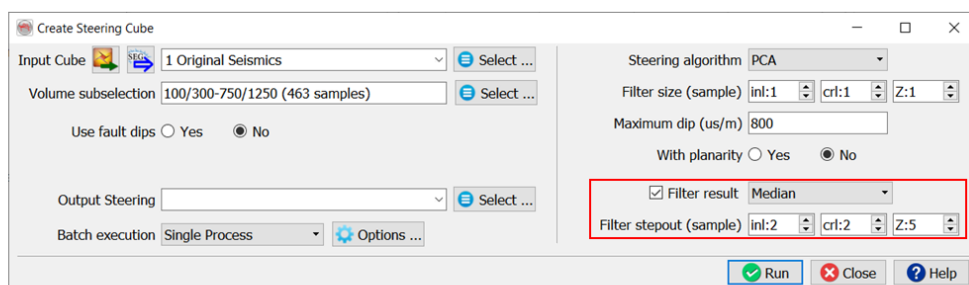 Create Steering Cube
Input Cube SEGY 1 Original Seismics Select ...
Volume subselection 100/300-750/1250 (463 samples) Select ...
Use fault dips Yes No
Output Steering Select ...
Batch execution Single Process Options ...
Steering algorithm PCA
Filter size (sample) inl:1 crl:1 Z:1
Maximum dip (us/m) 800
With planarity Yes No
Filter result Median
Filter stepout (sample) inl:2 crl:2 Z:5
Run Close Help